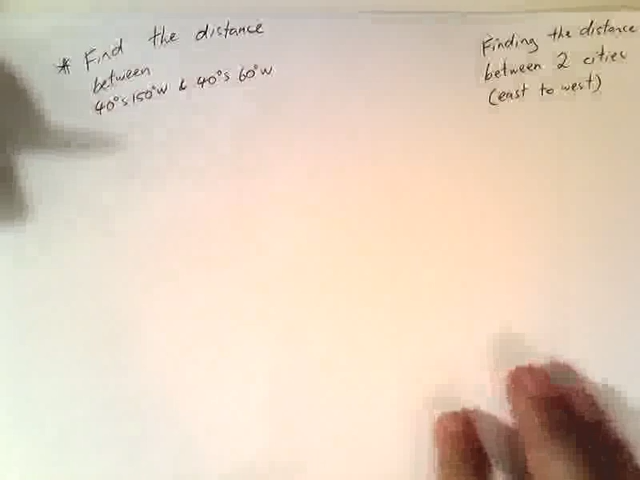 * Find the distance
between
40°S 150°W & 40°S 60°W
Finding the distance
between 2 cities
(east to west)